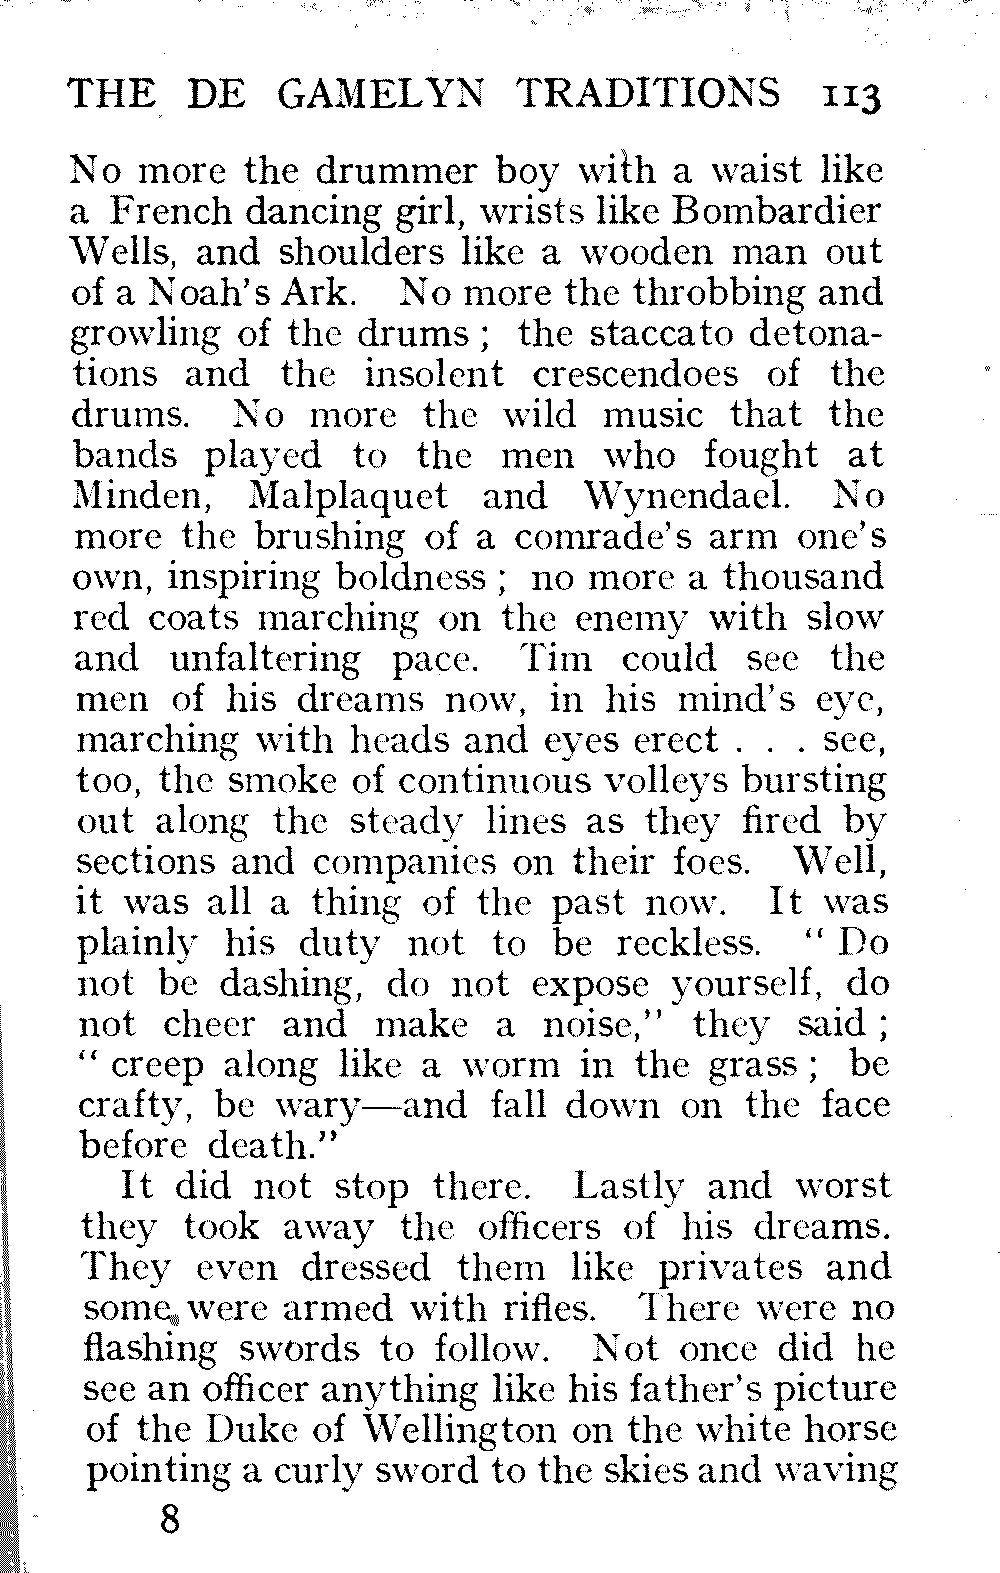 THE DE GAMELYN TRADITIONS 113
No more the drummer boy with a waist like
a French dancing girl, wrists like Bombardier
Wells, and shoulders like a wooden man out
of a Noah's Ark. No more the throbbing and
growling of the drums ; the staccato detona-
tions and the insolent crescendoes of the
drums. No more the wild music that the
bands played to the men who fought at
Minden, Malplaquet and Wynendael. No
more the brushing of a comrade's arm one's
own, inspiring boldness ; no more a thousand
red coats marching on the enemy with slow
and unfaltering pace. Tim could see the
men of his dreams now, in his mind's eye,
marching with heads and eyes erect . . . see,
too, the smoke of continuous volleys bursting
out along the steady lines as they fired by
sections and companies on their foes. Well,
it was all a thing of the past now. It was
plainly his duty not to be reckless. “ Do
not be dashing, do not expose yourself, do
not cheer and make a noise,” they said ;
“ creep along like a worm in the grass ; be
crafty, be wary—and fall down on the face
before death.”
It did not stop there. Lastly and worst
they took away the officers of his dreams.
They even dressed them like privates and
some were armed with rifles. There were no
flashing swords to follow. Not once did he
see an officer anything like his father's picture
of the Duke of Wellington on the white horse
pointing a curly sword to the skies and waving
8